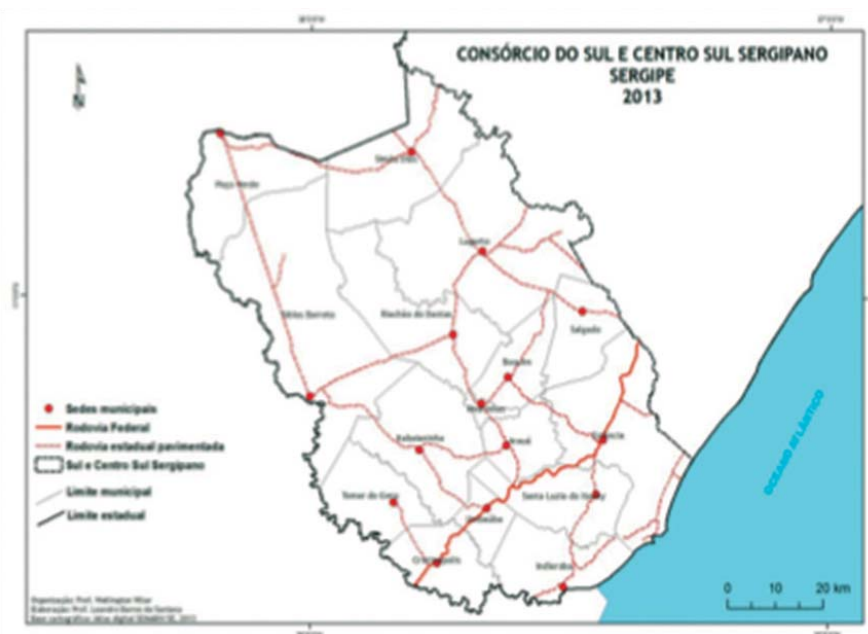 CONSÓRCIO DO SUL E CENTRO SUL SERGIPANO
SERGIPE
2013
Simão Dias
Poço Verde
Lagarto
Tobias Barreto
Riachão do Dantas
Salgado
Boquim
Estância
Itabaianinha
Arauá
Tomar do Geru
Santa Luzia do Itanhy
Umbaúba
Cristinápolis
Indiaroba
OCEANO ATLÂNTICO
Sedes municipais
Rodovia Federal
Rodovia estadual pavimentada
Sul e Centro Sul Sergipano
Limite municipal
Limite estadual
0 10 20 km